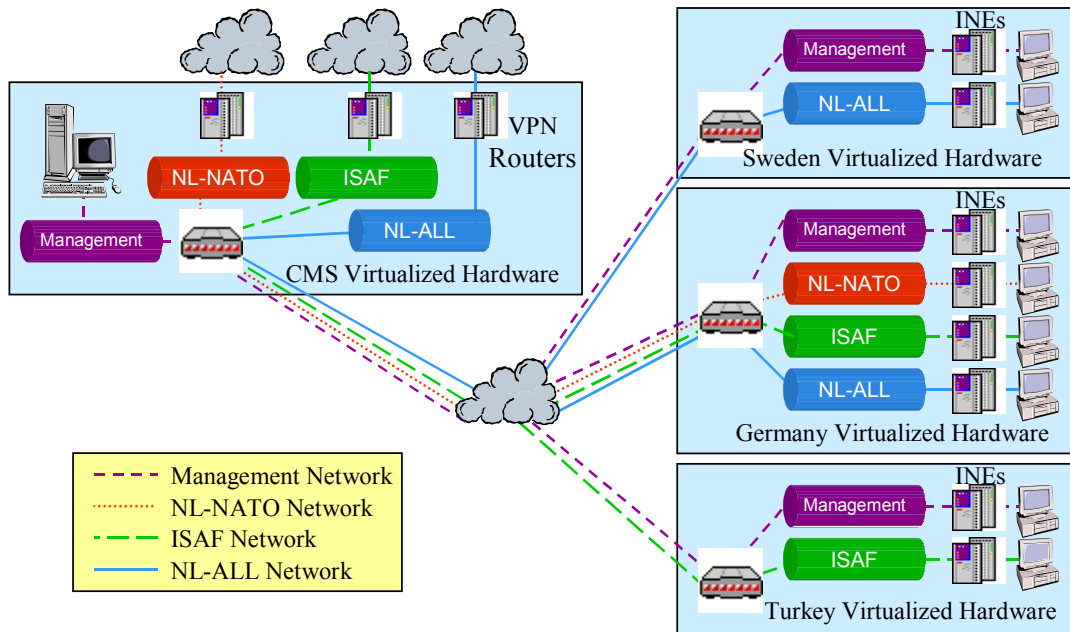 VPN
Routers
NL-NATO
ISAF
Management
NL-ALL
CMS Virtualized Hardware
INEs
Management
NL-ALL
Sweden Virtualized Hardware
INEs
Management
NL-NATO
ISAF
NL-ALL
Germany Virtualized Hardware
INEs
Management
ISAF
Turkey Virtualized Hardware
Management Network
NL-NATO Network
ISAF Network
NL-ALL Network